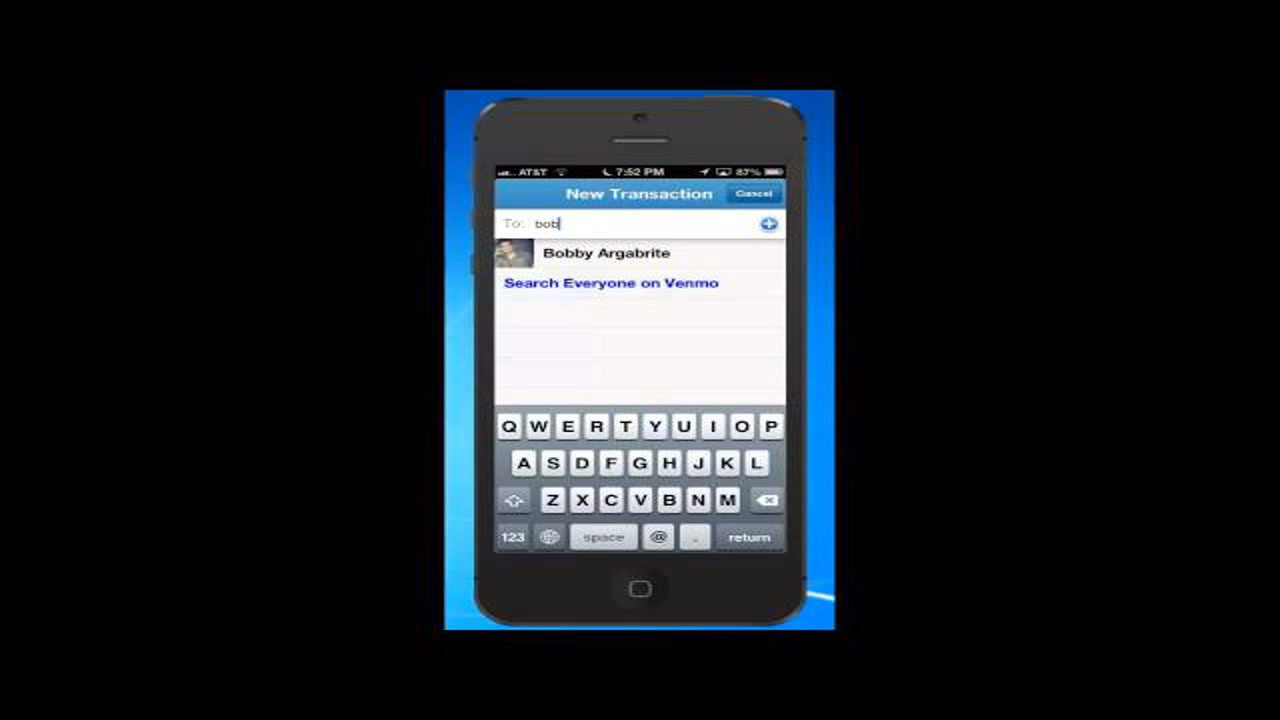 AT&T 7:52 PM 87%
New Transaction Cancel
To: bob
Bobby Argabrite
Search Everyone on Venmo
Q W E R T Y U I O P
A S D F G H J K L
Z X C V B N M
123 space @ . return